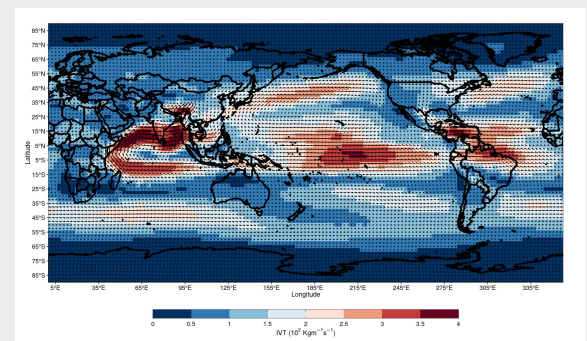 85°N
75°N
65°N
55°N
45°N
35°N
25°N
15°N
5°N
5°S
15°S
25°S
35°S
45°S
55°S
65°S
75°S
85°S
Latitude
5°E 35°E 65°E 95°E 125°E 155°E 185°E 215°E 245°E 275°E 305°E 335°E
Longitude
0 0.5 1 1.5 2 2.5 3 3.5 4
IVT (10² Kgm⁻¹s⁻¹)